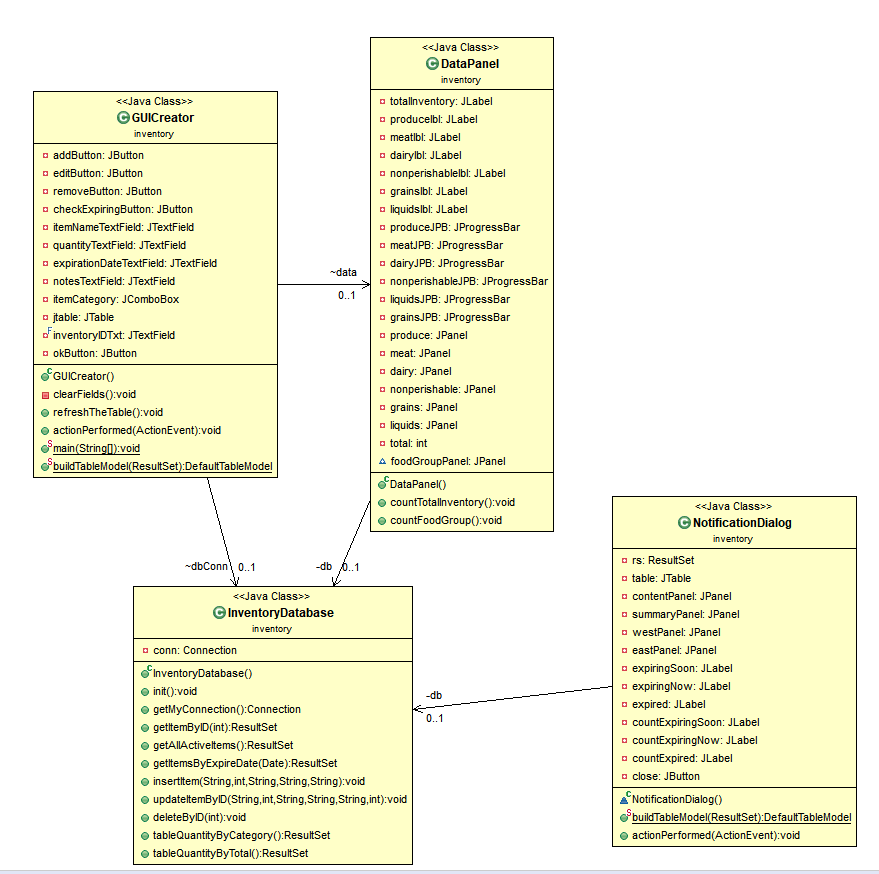 <<Java Class>>
GUICreator
inventory
addButton: JButton
editButton: JButton
removeButton: JButton
checkExpiringButton: JButton
itemNameTextField: JTextField
quantityTextField: JTextField
expirationDateTextField: JTextField
notesTextField: JTextField
itemCategory: JComboBox
jtable: JTable
F
inventoryIDTxt: JTextField
okButton: JButton
C
GUICreator()
clearFields():void
refreshTheTable():void
actionPerformed(ActionEvent):void
S
main(String[]):void
S
buildTableModel(ResultSet):DefaultTableModel
~data
0..1
<<Java Class>>
DataPanel
inventory
totalInventory: JLabel
producelbl: JLabel
meatlbl: JLabel
dairylbl: JLabel
nonperishablelbl: JLabel
grainslbl: JLabel
liquidslbl: JLabel
produceJPB: JProgressBar
meatJPB: JProgressBar
dairyJPB: JProgressBar
nonperishableJPB: JProgressBar
liquidsJPB: JProgressBar
grainsJPB: JProgressBar
produce: JPanel
meat: JPanel
dairy: JPanel
nonperishable: JPanel
grains: JPanel
liquids: JPanel
total: int
foodGroupPanel: JPanel
C
DataPanel()
countTotalInventory():void
countFoodGroup():void
~dbConn
0..1
-db
0..1
<<Java Class>>
InventoryDatabase
inventory
conn: Connection
C
InventoryDatabase()
init():void
getMyConnection():Connection
getItemByID(int):ResultSet
getAllActiveItems():ResultSet
getItemsByExpireDate(Date):ResultSet
insertItem(String,int,String,String,String):void
updateItemByID(String,int,String,String,String,int):void
deleteByID(int):void
tableQuantityByCategory():ResultSet
tableQuantityByTotal():ResultSet
-db
0..1
<<Java Class>>
NotificationDialog
inventory
rs: ResultSet
table: JTable
contentPanel: JPanel
summaryPanel: JPanel
westPanel: JPanel
eastPanel: JPanel
expiringSoon: JLabel
expiringNow: JLabel
expired: JLabel
countExpiringSoon: JLabel
countExpiringNow: JLabel
countExpired: JLabel
close: JButton
C
NotificationDialog()
S
buildTableModel(ResultSet):DefaultTableModel
actionPerformed(ActionEvent):void